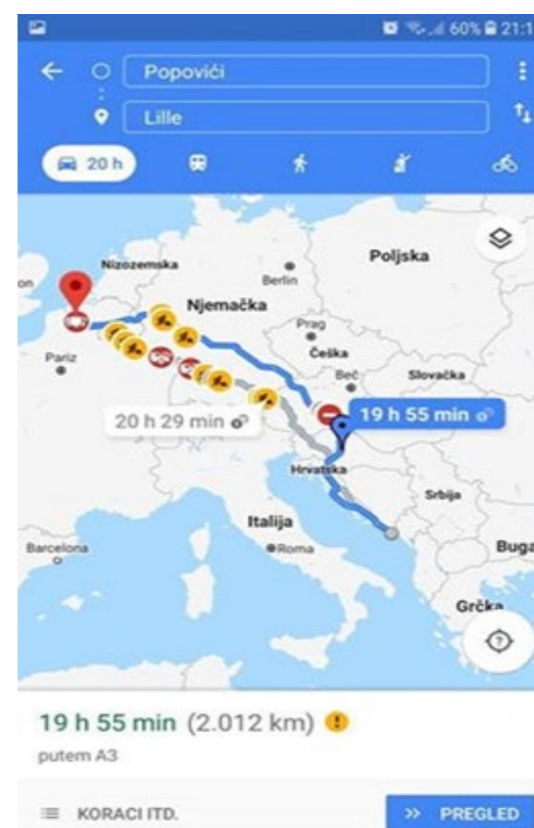 60% 21:1
Popovići
Lille
20 h
Poljska
Nizozemska
Berlin
on
Njemačka
Prag
Pariz
Češka
Beč
Slovačka
19 h 55 min
20 h 29 min
Hrvatska
Srbija
Italija
Barcelona
Roma
Buga
Grčka
19 h 55 min (2.012 km)
putem A3
KORACI ITD.
PREGLED